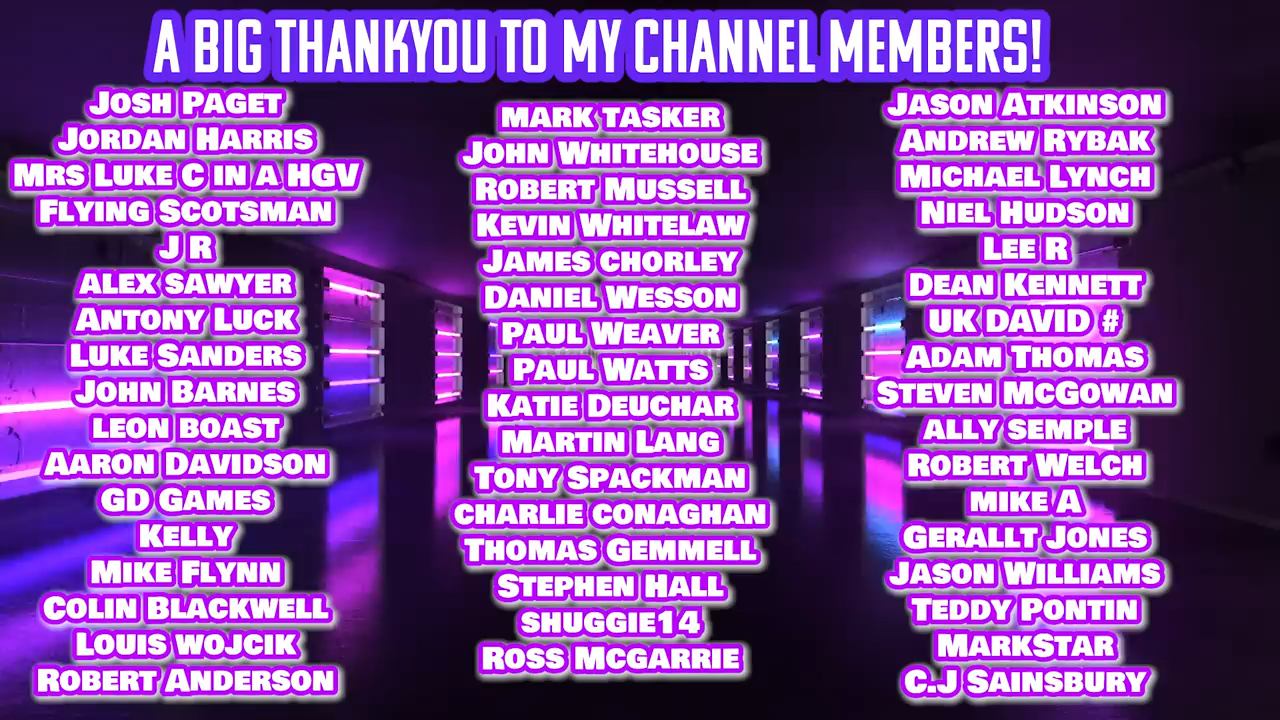 A BIG THANKYOU TO MY CHANNEL MEMBERS!
Josh Paget
Jordan Harris
Mrs Luke C in a HGV
Flying Scotsman
J R
alex sawyer
Antony Luck
Luke Sanders
John Barnes
leon boast
Aaron Davidson
GD Games
Kelly
Mike Flynn
Colin Blackwell
Louis wojcik
Robert Anderson
mark tasker
John Whitehouse
Robert Mussell
Kevin Whitelaw
James chorley
Daniel Wesson
Paul Weaver
Paul Watts
Katie Deuchar
Martin Lang
Tony Spackman
charlie conaghan
Thomas Gemmell
Stephen Hall
shuggie14
Ross Mcgarrie
Jason Atkinson
Andrew Rybak
Michael Lynch
Niel Hudson
Lee R
Dean Kennett
UK DAVID #
Adam Thomas
Steven McGowan
ally semple
Robert Welch
mike A
Gerallt Jones
Jason Williams
Teddy Pontin
MarkStar
C.J Sainsbury